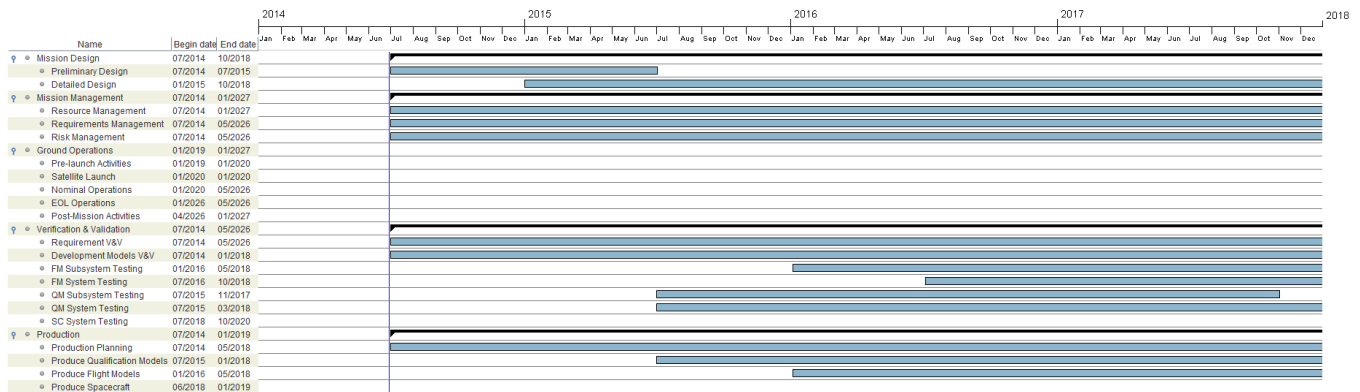 2014 2015 2016 2017 2018
Name Begin date End date Jan Feb Mar Apr May Jun Jul Aug Sep Oct Nov Dec Jan Feb Mar Apr May Jun Jul Aug Sep Oct Nov Dec Jan Feb Mar Apr May Jun Jul Aug Sep Oct Nov Dec Jan Feb Mar Apr May Jun Jul Aug Sep Oct Nov Dec
Mission Design 07/2014 10/2018
Preliminary Design 07/2014 07/2015
Detailed Design 01/2015 10/2018
Mission Management 07/2014 01/2027
Resource Management 07/2014 01/2027
Requirements Management 07/2014 05/2026
Risk Management 07/2014 05/2026
Ground Operations 01/2019 01/2027
Pre-launch Activities 01/2019 01/2020
Satellite Launch 01/2020 01/2020
Nominal Operations 01/2020 05/2026
EOL Operations 01/2026 05/2026
Post-Mission Activities 04/2026 01/2027
Verification & Validation 07/2014 05/2026
Requirement V&V 07/2014 05/2026
Development Models V&V 07/2014 01/2018
FM Subsystem Testing 01/2016 05/2018
FM System Testing 07/2016 10/2018
QM Subsystem Testing 07/2015 11/2017
QM System Testing 07/2015 03/2018
SC System Testing 07/2018 10/2020
Production 07/2014 01/2019
Production Planning 07/2014 05/2018
Produce Qualification Models 07/2015 01/2018
Produce Flight Models 01/2016 05/2018
Produce Spacecraft 06/2018 01/2019